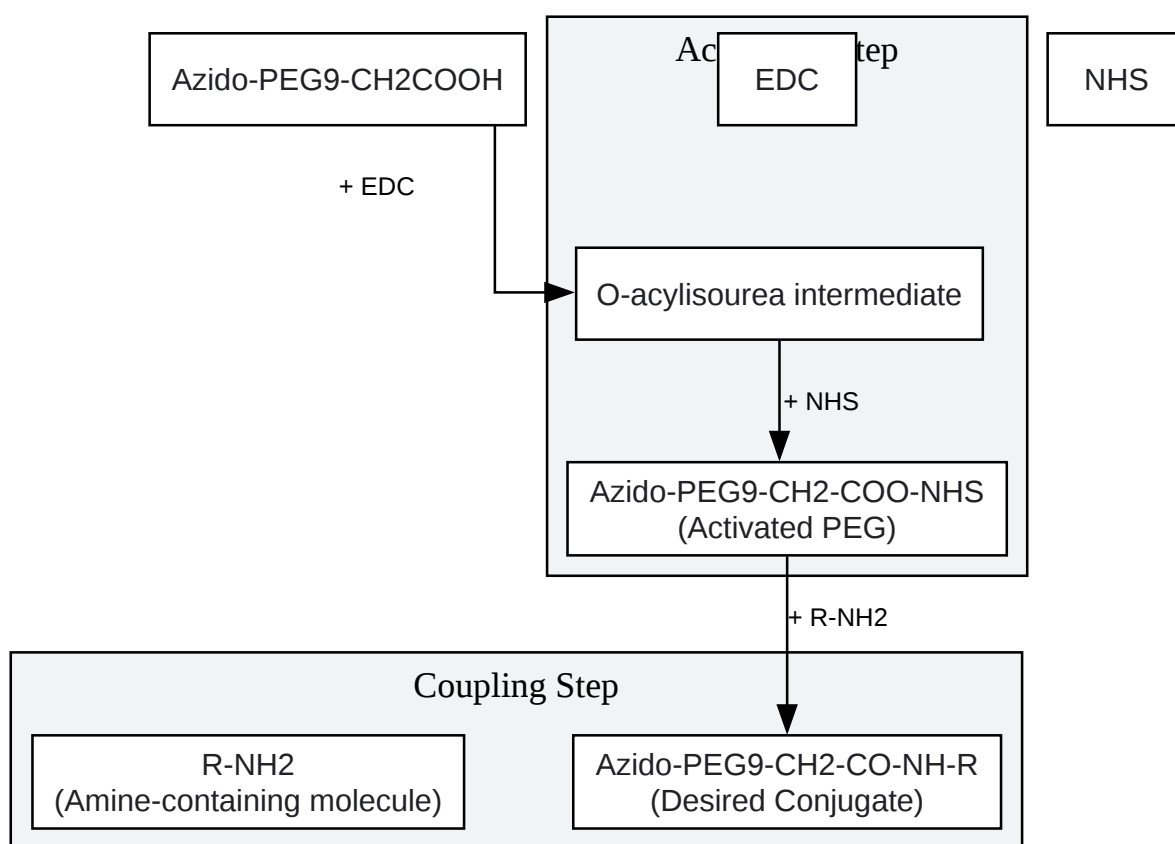 Azido-PEG9-CH2COOH
EDC
NHS
+ EDC
O-acylisourea intermediate
+ NHS
Azido-PEG9-CH2-COO-NHS
(Activated PEG)
+ R-NH2
Coupling Step
R-NH2
(Amine-containing molecule)
Azido-PEG9-CH2-CO-NH-R
(Desired Conjugate)